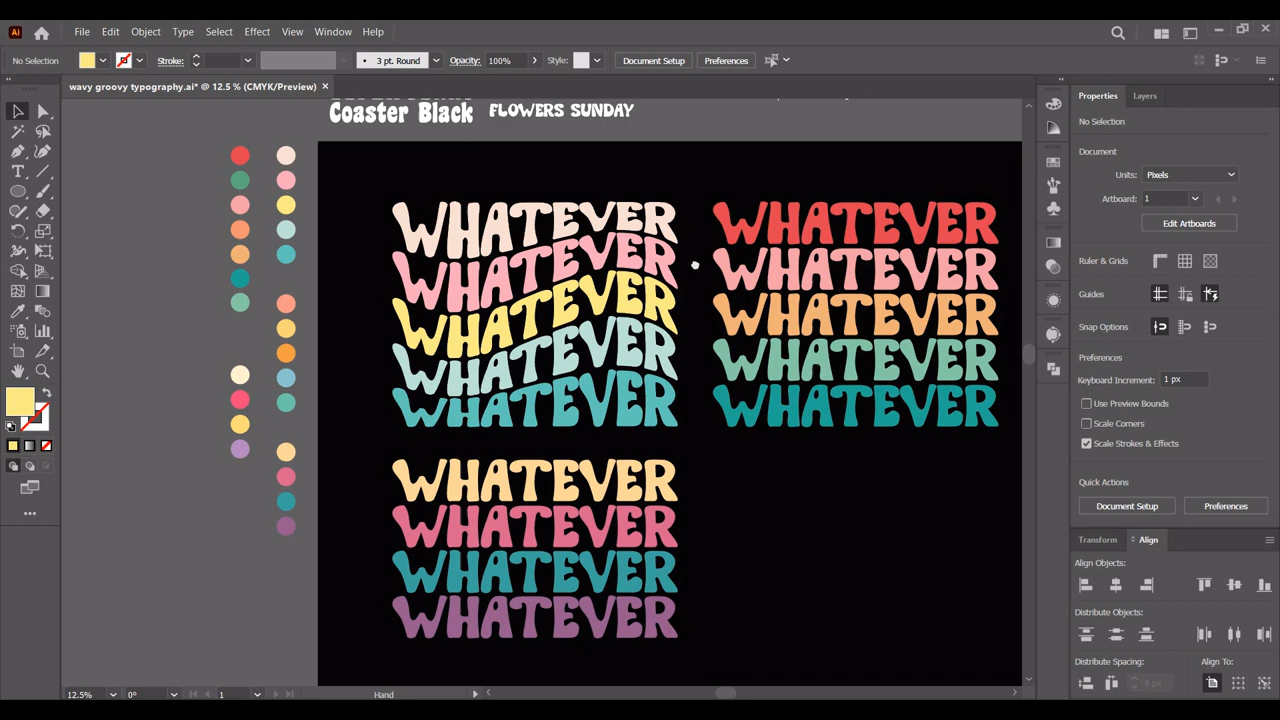 Ai File Edit Object Type Select Effect View Window Help
No Selection Stroke: 3 pt. Round Opacity: 100% Style: Document Setup Preferences
wavy groovy typography.ai* @ 12.5 % (CMYK/Preview)
Properties Layers
Coaster Black FLOWERS SUNDAY
No Selection
Document
Units: Pixels
Artboard: 1
Edit Artboards
Ruler & Grids
Guides
Snap Options
Preferences
Keyboard Increment: 1 px
Use Preview Bounds
Scale Corners
Scale Strokes & Effects
Quick Actions
Document Setup Preferences
Transform Align
Align Objects:
Distribute Objects:
Distribute Spacing: Align To:
0 px
WHATEVER WHATEVER
WHATEVER WHATEVER
WHATEVER WHATEVER
WHATEVER WHATEVER
WHATEVER WHATEVER
WHATEVER
WHATEVER
WHATEVER
WHATEVER
12.5% 0° 1 Hand